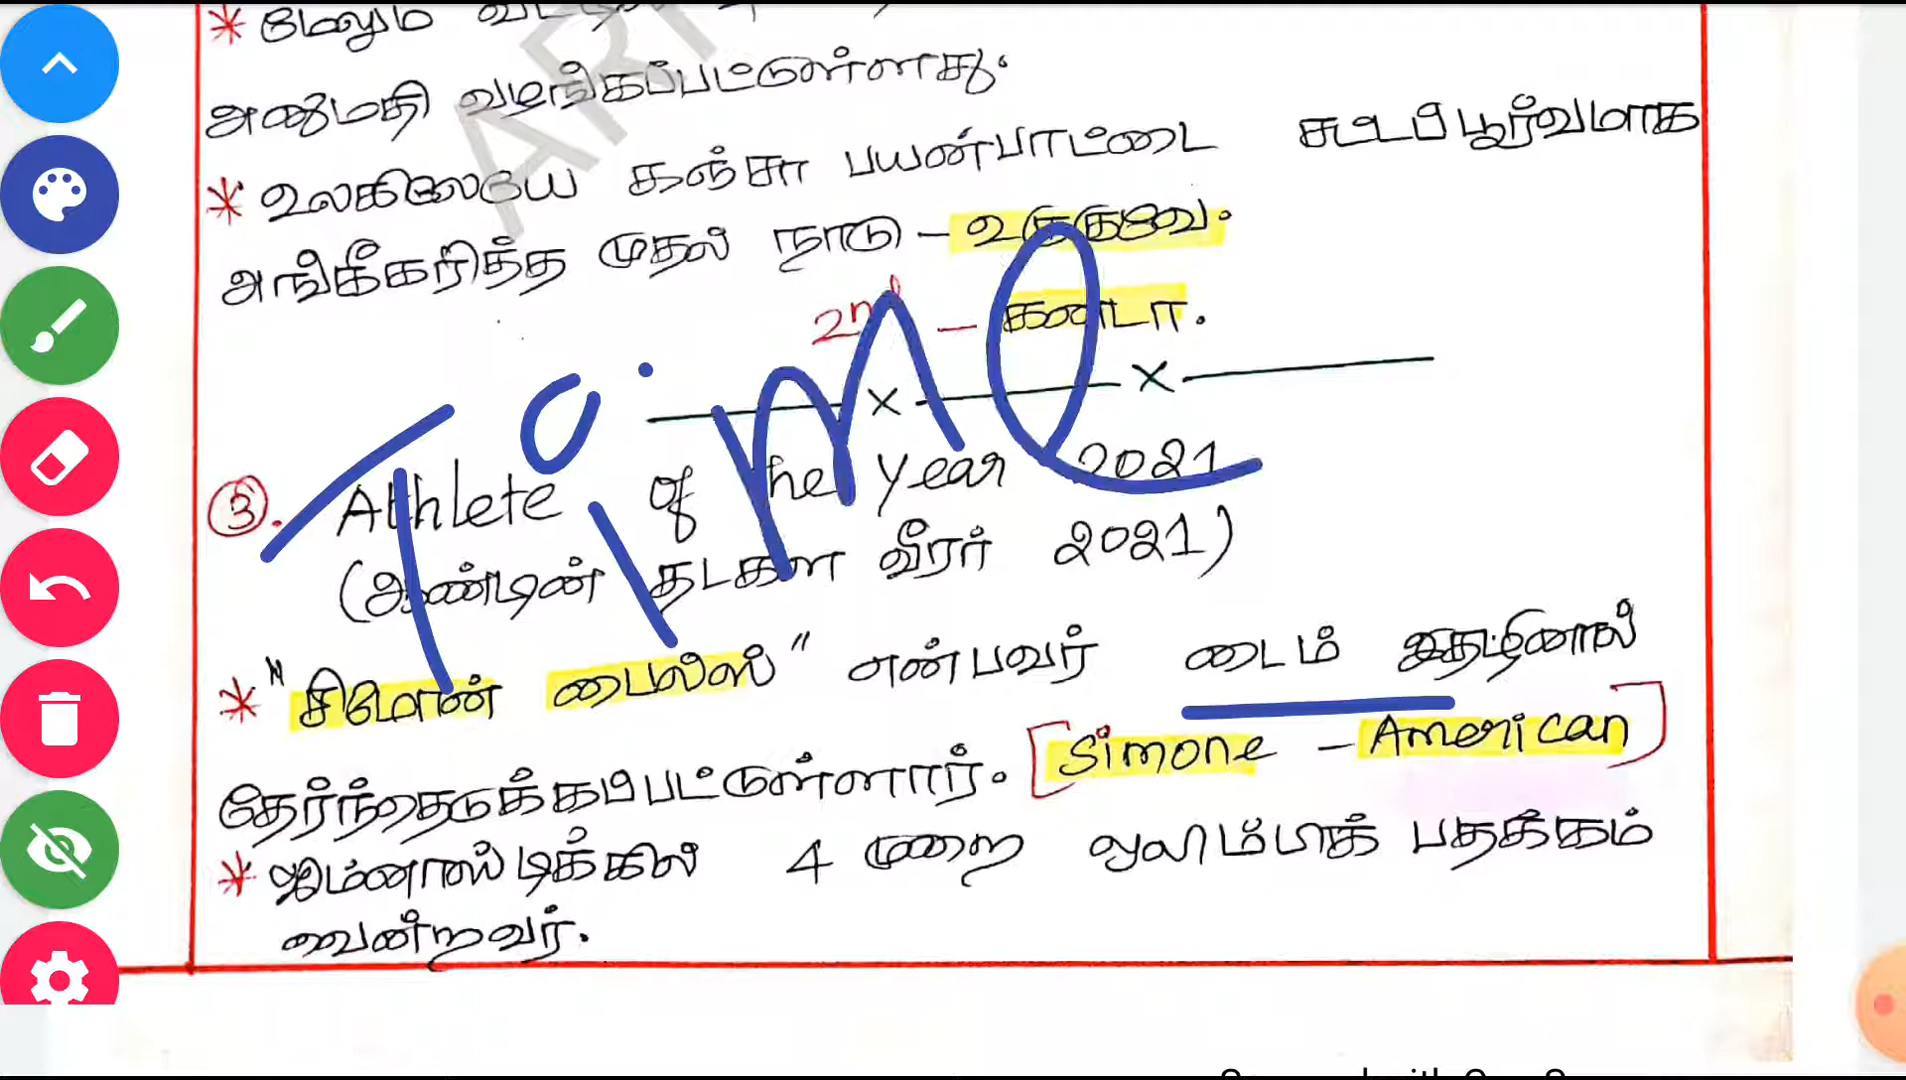 * மேலும்
அனுமதி வழங்கப்பட்டுள்ளது.
* உலகிலேயே கஞ்சா பயன்பாட்டை சட்டப்பூர்வமாக
அங்கீகரித்த முதல் நாடு – உருகுவே.
2nd – கனடா.
Time
③. Athlete of the Year 2021
(ஆண்டின் தடகள வீரர் 2021)
* "சிமோன் பைல்ஸ்" என்பவர் டைம் இதழினால்
தேர்ந்தெடுக்கப்பட்டுள்ளார். [Simone – American]
* ஜிம்னாஸ்டிக்கில் 4 முறை ஒலிம்பிக் பதக்கம்
வென்றவர்.